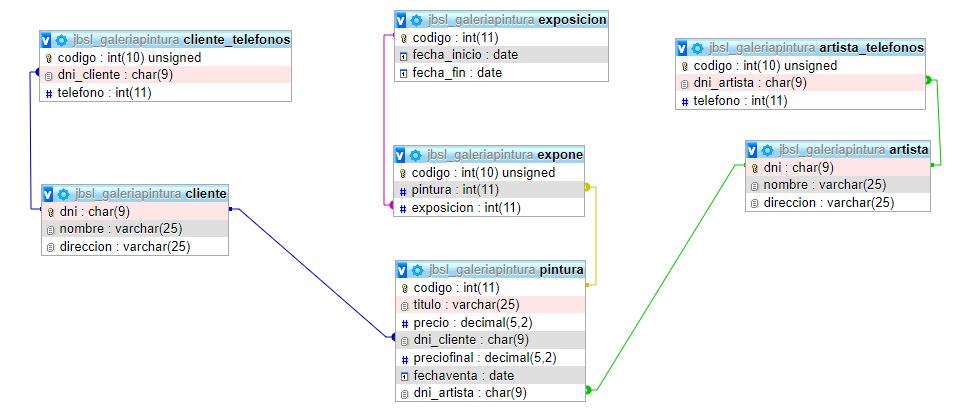 jbsl_galeriapintura cliente_telefonos
codigo : int(10) unsigned
dni_cliente : char(9)
telefono : int(11)
jbsl_galeriapintura exposicion
codigo : int(11)
fecha_inicio : date
fecha_fin : date
jbsl_galeriapintura artista_telefonos
codigo : int(10) unsigned
dni_artista : char(9)
telefono : int(11)
jbsl_galeriapintura cliente
dni : char(9)
nombre : varchar(25)
direccion : varchar(25)
jbsl_galeriapintura expone
codigo : int(10) unsigned
pintura : int(11)
exposicion : int(11)
jbsl_galeriapintura artista
dni : char(9)
nombre : varchar(25)
direccion : varchar(25)
jbsl_galeriapintura pintura
codigo : int(11)
titulo : varchar(25)
precio : decimal(5,2)
dni_cliente : char(9)
preciofinal : decimal(5,2)
fechaventa : date
dni_artista : char(9)